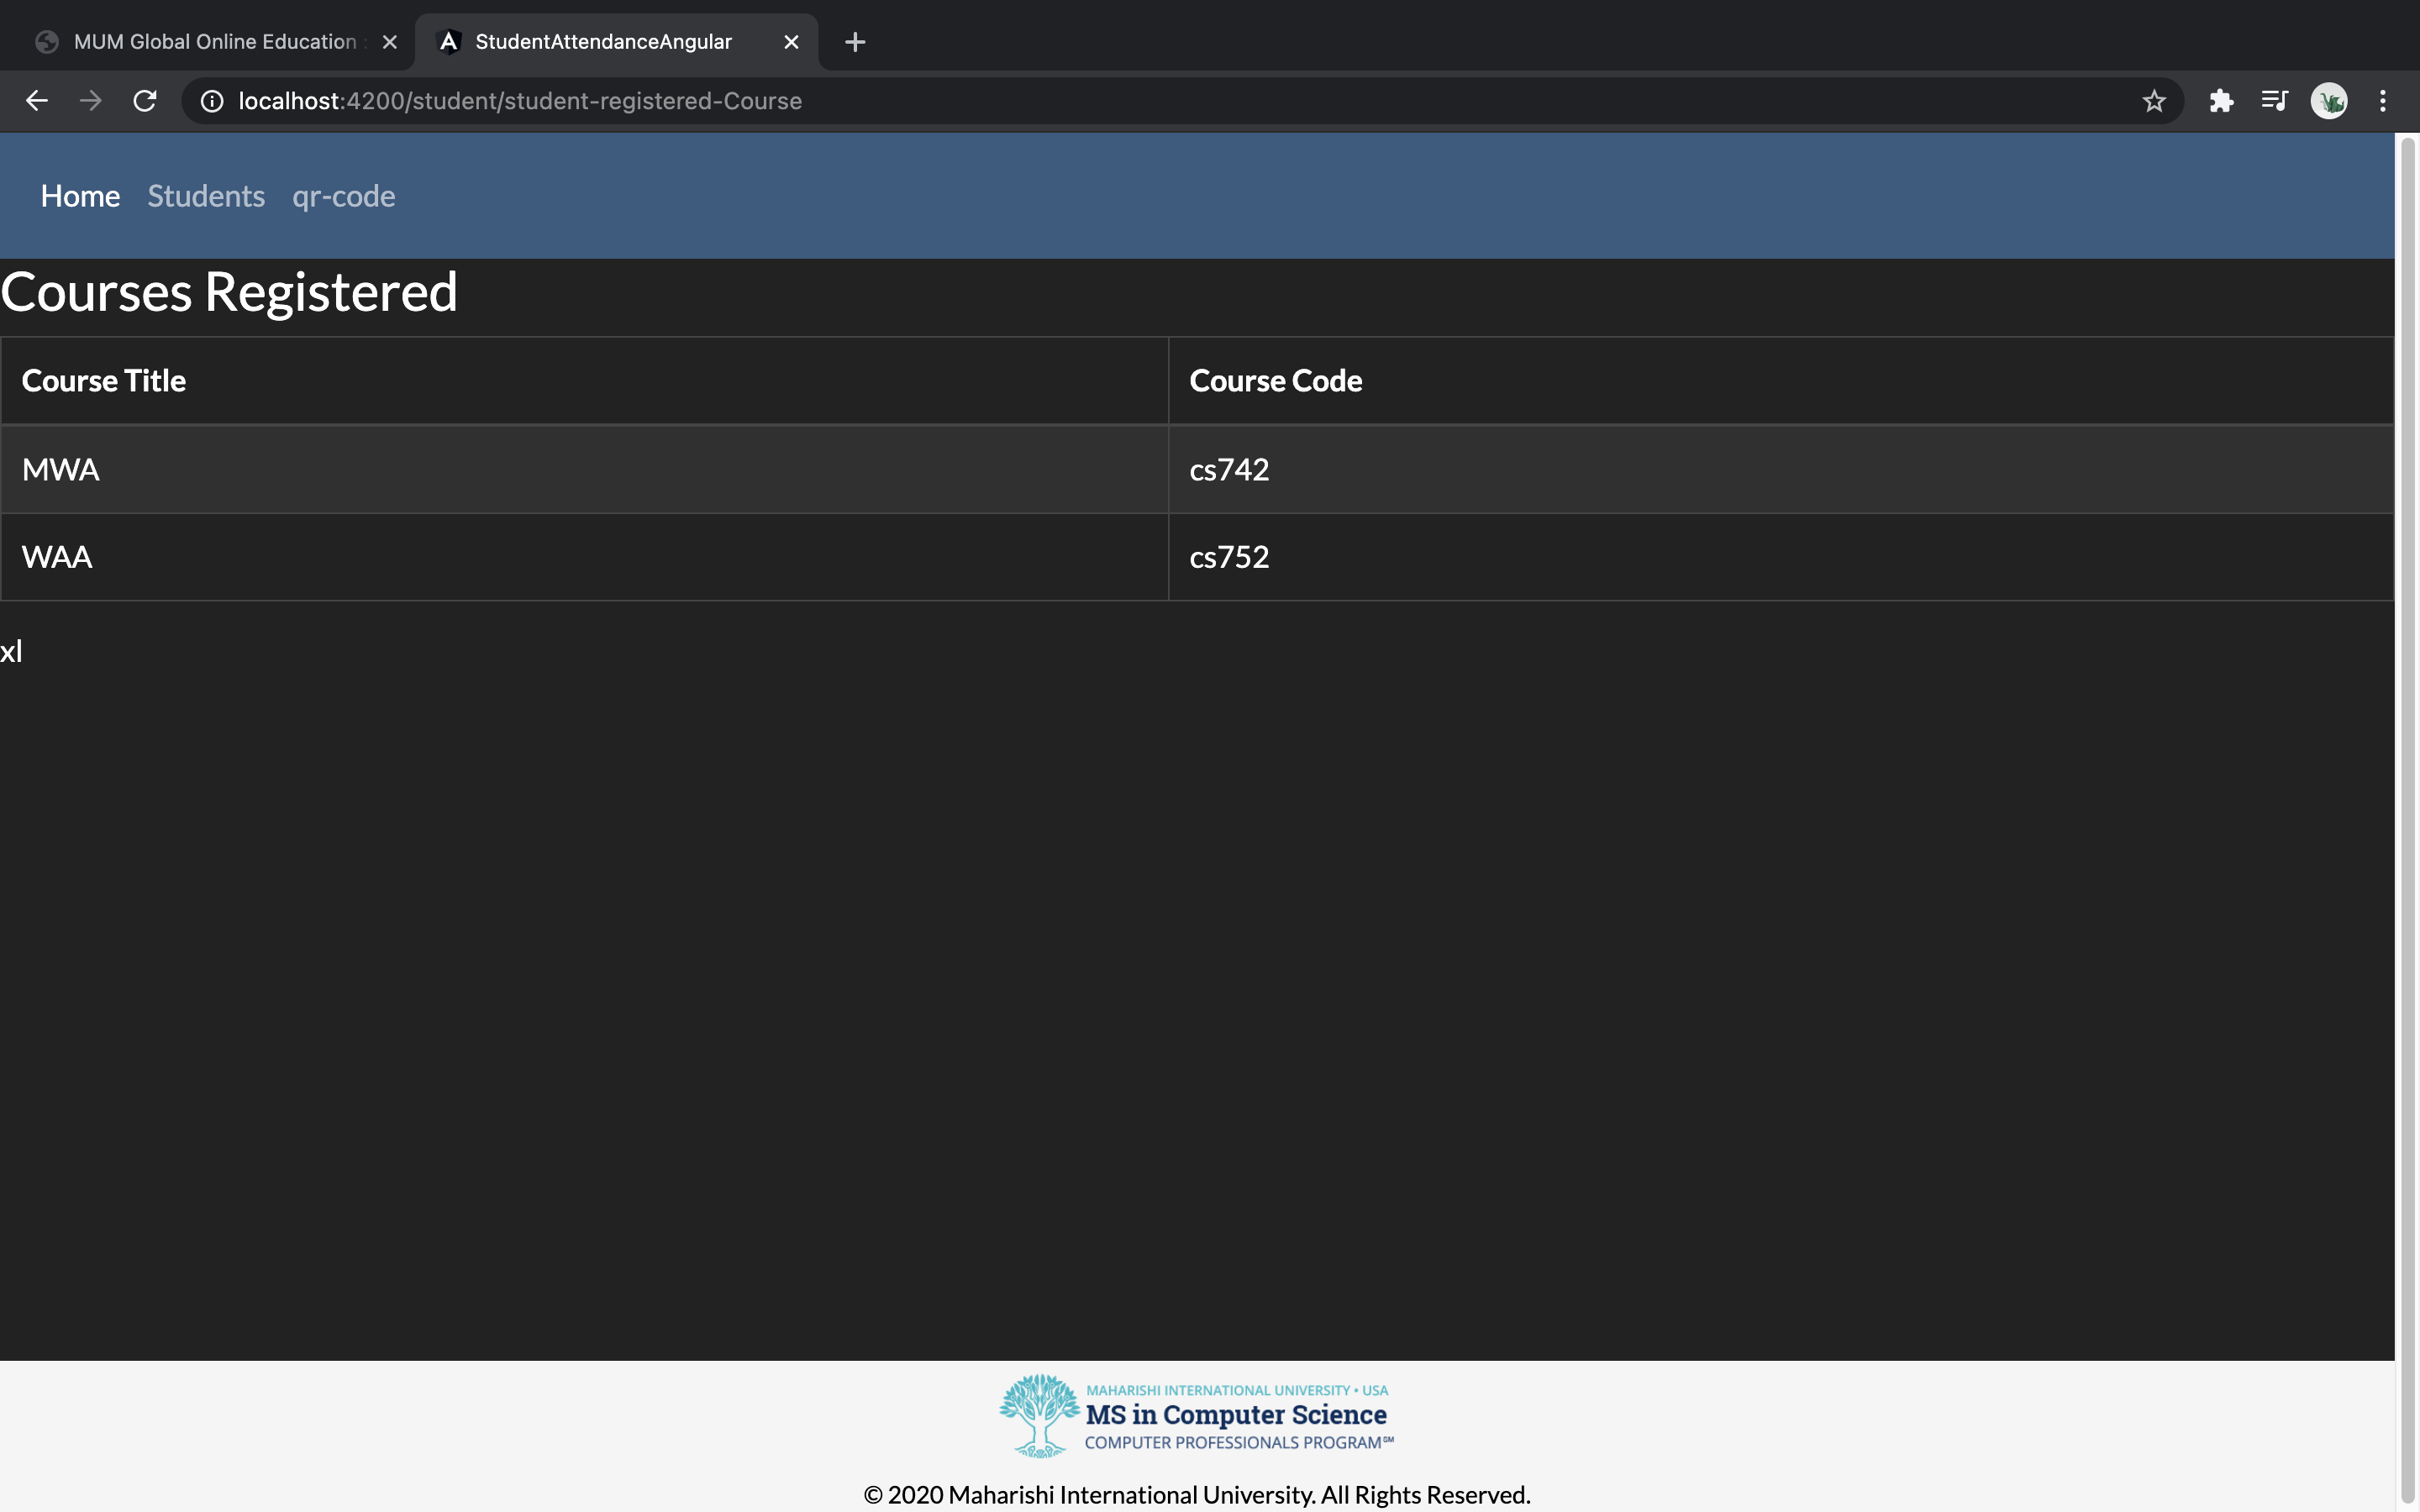 MUM Global Online Education :
StudentAttendanceAngular
localhost:4200/student/student-registered-Course
Home Students qr-code
Courses Registered
Course Title Course Code
MWA cs742
WAA cs752
xl
MAHARISHI INTERNATIONAL UNIVERSITY • USA
MS in Computer Science
COMPUTER PROFESSIONALS PROGRAM℠
© 2020 Maharishi International University. All Rights Reserved.